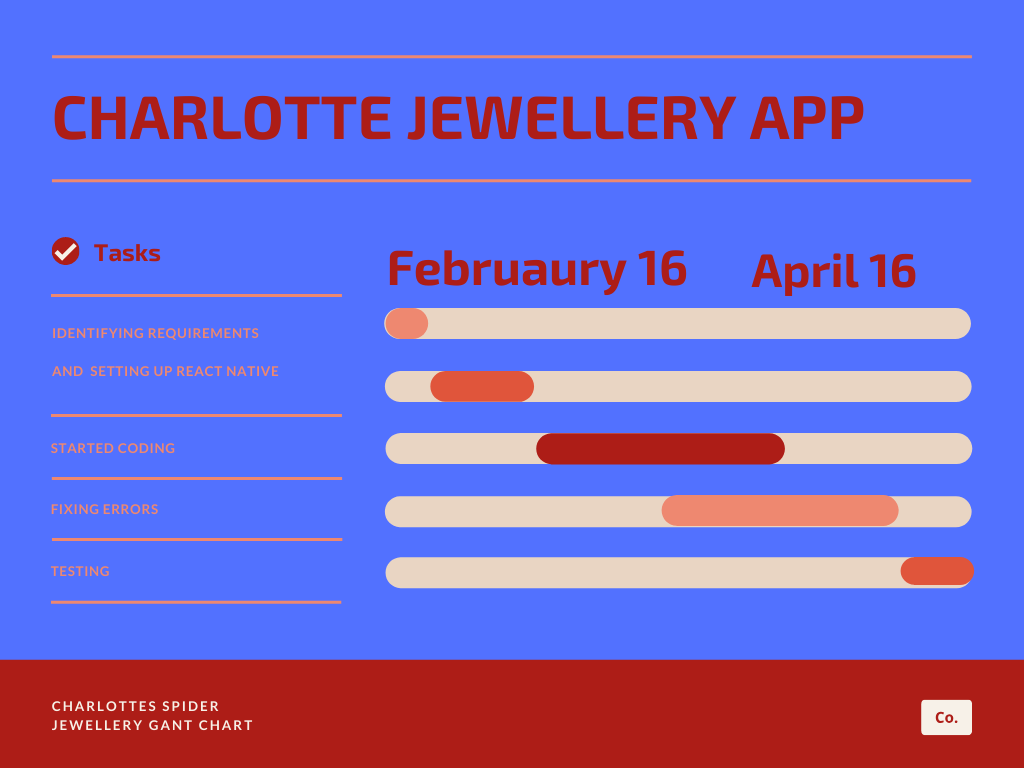 CHARLOTTE JEWELLERY APP
Tasks
Februaury 16
April 16
IDENTIFYING REQUIREMENTS
AND SETTING UP REACT NATIVE
STARTED CODING
FIXING ERRORS
TESTING
CHARLOTTES SPIDER
JEWELLERY GANT CHART
Co.